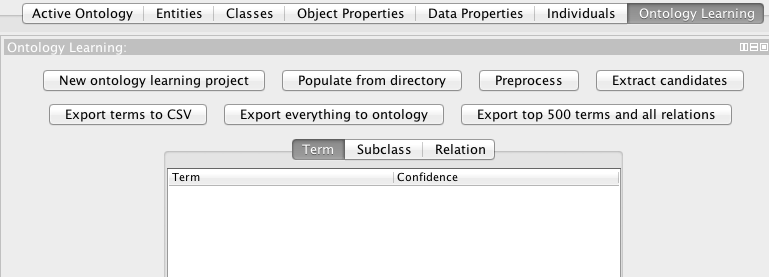 Active Ontology Entities Classes Object Properties Data Properties Individuals Ontology Learning
Ontology Learning:
New ontology learning project Populate from directory Preprocess Extract candidates
Export terms to CSV Export everything to ontology Export top 500 terms and all relations
Term Subclass Relation
Term Confidence